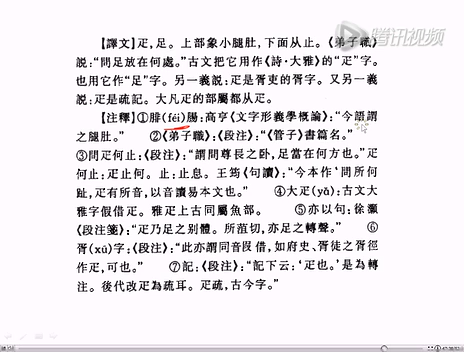 腾讯视频
【譯文】疋,足。上部象小腿肚,下面从止。《弟子職》
説:“問足放在何處。”古文把它用作《詩·大雅》的“疋”字。
也用它作“足”字。另一義説:疋是胥吏的胥字。又另一義
説:疋是疏記。大凡疋的部屬都从疋。
【注釋】①腓(féi)腸:高亨《文字形義學概論》:“今語謂
之腿肚。” ②《弟子職》:《段注》:“《管子》書篇名。”
③問疋何止:《段注》:“謂問尊長之卧,足當在何方也。”疋
何止:疋止何。止:止息。王筠《句讀》:“今本作‘問所何
趾,疋有所音,以音讀易本文也。” ④大疋(yǎ):古文大
雅字假借疋。雅疋上古同屬魚部。 ⑤亦以句:徐灝
《段注箋》:“疋乃足之别體。所菹切,亦足之轉聲。” ⑥
胥(xū)字:《段注》:“此亦謂同音叚借,如府史、胥徒之胥徑
作疋,可也。” ⑦記:《段注》:“記下云:‘疋也。’是為轉
注。後代改疋為疏耳。疋疏,古今字。”